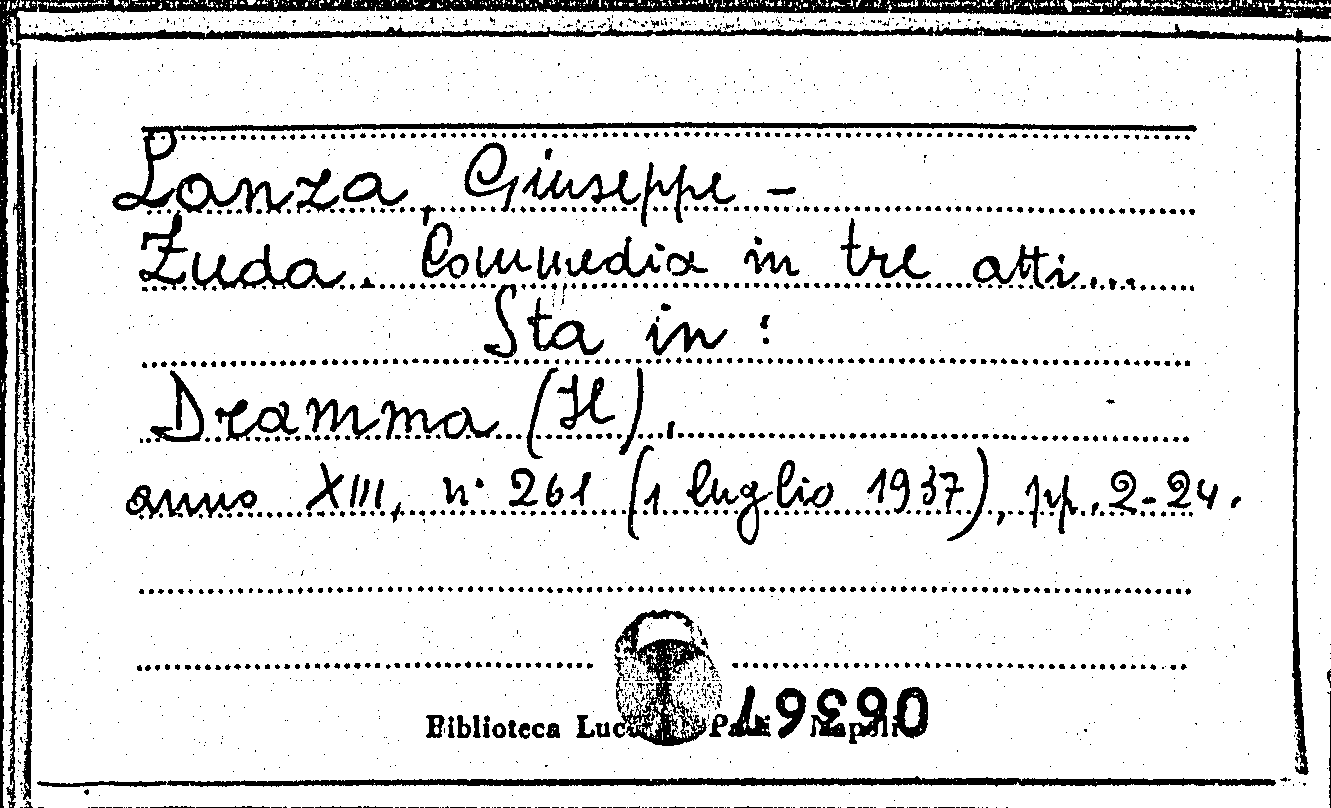 Lanza, Giuseppe -
Zuda. Commedia in tre atti...
Sta in:
Dramma (Il),
anno XIII, n. 261 (1 luglio 1937), pp. 2-24.
Biblioteca Napoli